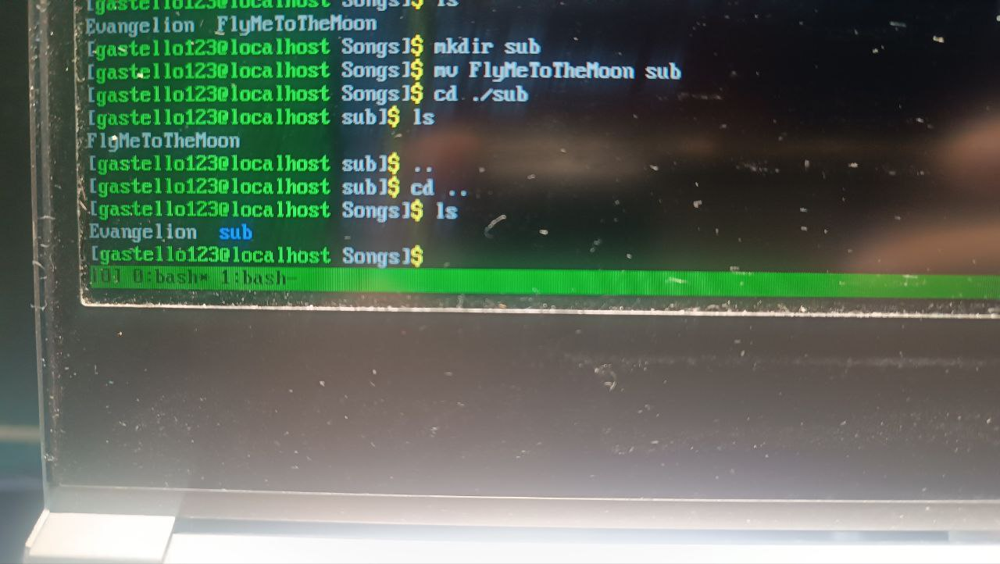 [gastello123@localhost Songs]$ ls
Evangelion FlyMeToTheMoon
[gastello123@localhost Songs]$ mkdir sub
[gastello123@localhost Songs]$ mv FlyMeToTheMoon sub
[gastello123@localhost Songs]$ cd ./sub
[gastello123@localhost sub]$ ls
FlyMeToTheMoon
[gastello123@localhost sub]$ ..
[gastello123@localhost sub]$ cd ..
[gastello123@localhost Songs]$ ls
Evangelion sub
[gastello123@localhost Songs]$
[0] 0:bash* 1:bash-